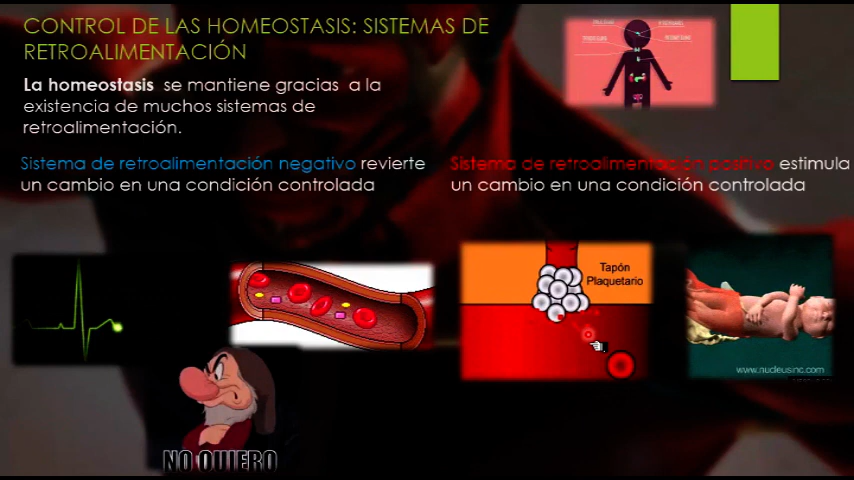 CONTROL DE LAS HOMEOSTASIS: SISTEMAS DE
RETROALIMENTACIÓN
La homeostasis se mantiene gracias a la
existencia de muchos sistemas de
retroalimentación.
Sistema de retroalimentación negativo revierte
un cambio en una condición controlada
Sistema de retroalimentación positivo estimula
un cambio en una condición controlada
Tapón
Plaquetario
www.nucleusinc.com
NO QUIERO